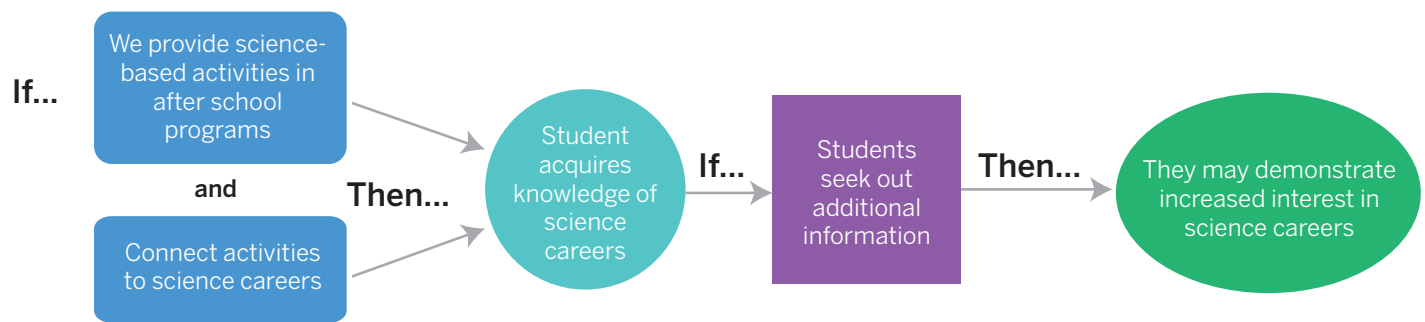 If...
We provide science-
based activities in
after school
programs
and
Connect activities
to science careers
Then...
Student
acquires
knowledge of
science
careers
If...
Students
seek out
additional
information
Then...
They may demonstrate
increased interest in
science careers